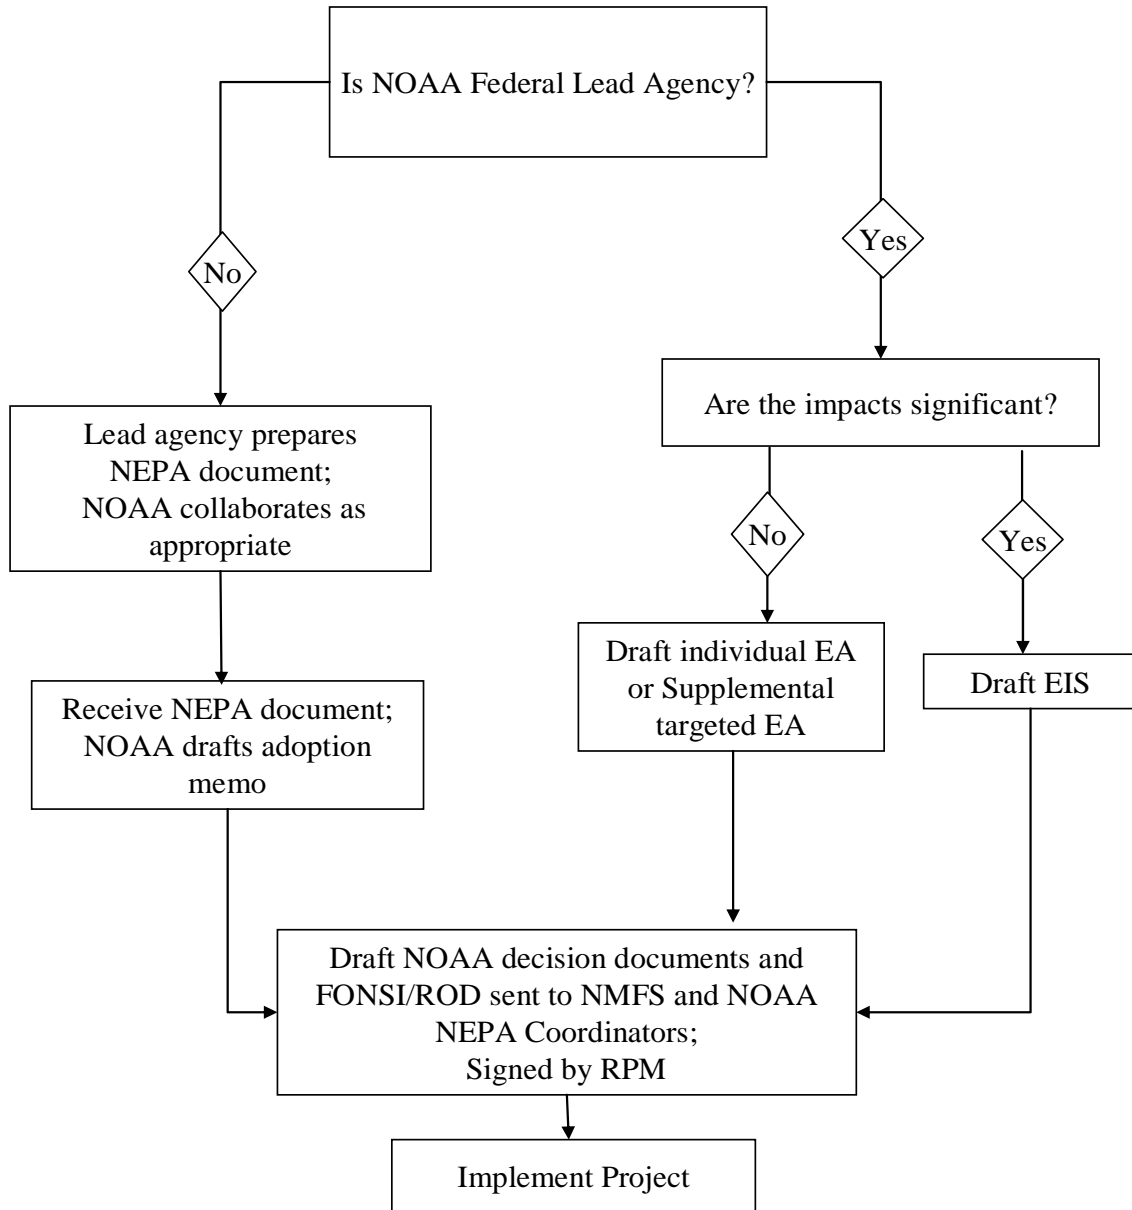 Is NOAA Federal Lead Agency?
No
Yes
Are the impacts significant?
Lead agency prepares
NEPA document;
NOAA collaborates as
appropriate
No
Yes
Receive NEPA document;
NOAA drafts adoption
memo
Draft individual EA
or Supplemental
targeted EA
Draft EIS
Draft NOAA decision documents and
FONSI/ROD sent to NMFS and NOAA
NEPA Coordinators;
Signed by RPM
Implement Project